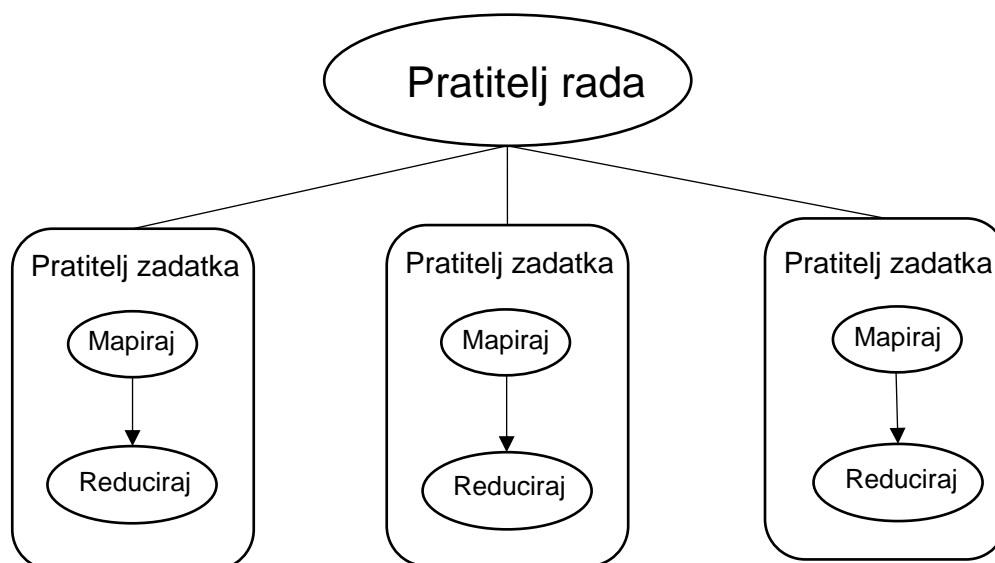 Pratitelj rada
Pratitelj zadatka
Mapiraj
Reduciraj
Pratitelj zadatka
Mapiraj
Reduciraj
Pratitelj zadatka
Mapiraj
Reduciraj